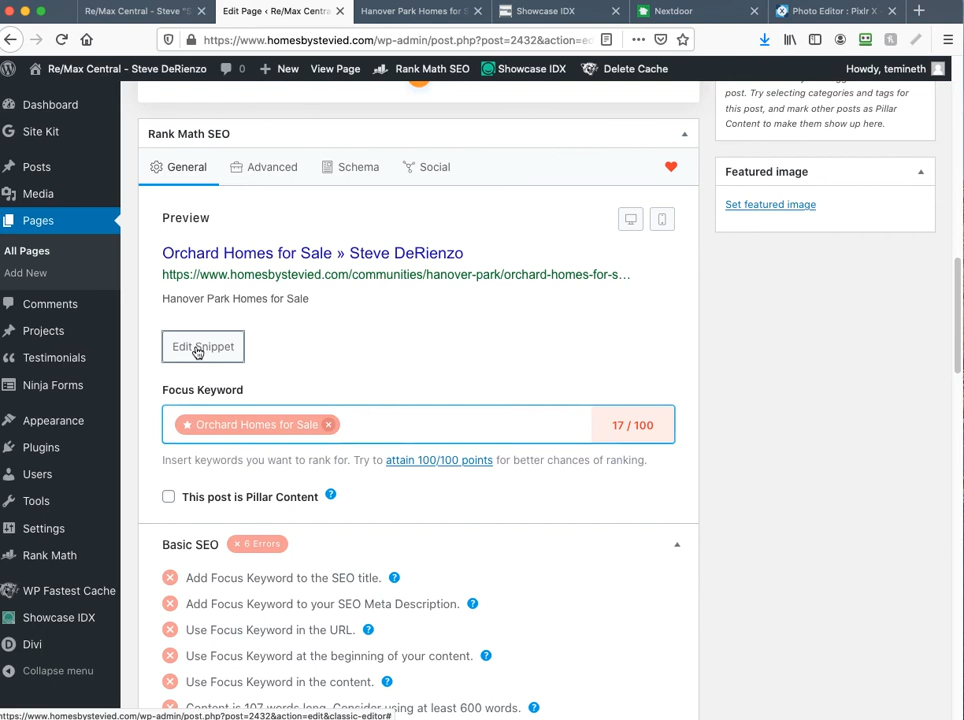 Re/Max Central - Steve "S
Edit Page ‹ Re/Max Centra
Hanover Park Homes for S
Showcase IDX
Nextdoor
Photo Editor : Pixlr X
https://www.homesbystevied.com/wp-admin/post.php?post=2432&action=e
Re/Max Central - Steve DeRienzo
0
New
View Page
Rank Math SEO
Showcase IDX
Delete Cache
Howdy, temineth
Dashboard
Site Kit
Posts
Media
Pages
All Pages
Add New
Comments
Projects
Testimonials
Ninja Forms
Appearance
Plugins
Users
Tools
Settings
Rank Math
WP Fastest Cache
Showcase IDX
Divi
Collapse menu
Rank Math SEO
General
Advanced
Schema
Social
Preview
Orchard Homes for Sale » Steve DeRienzo
https://www.homesbystevied.com/communities/hanover-park/orchard-homes-for-s...
Hanover Park Homes for Sale
Edit Snippet
Focus Keyword
Orchard Homes for Sale
17 / 100
Insert keywords you want to rank for. Try to attain 100/100 points for better chances of ranking.
This post is Pillar Content
Basic SEO
× 6 Errors
Add Focus Keyword to the SEO title.
Add Focus Keyword to your SEO Meta Description.
Use Focus Keyword in the URL.
Use Focus Keyword at the beginning of your content.
Use Focus Keyword in the content.
Content is 107 words long. Consider using at least 600 words.
post. Try selecting categories and tags for
this post, and mark other posts as Pillar
Content to make them show up here.
Featured image
Set featured image
https://www.homesbystevied.com/wp-admin/post.php?post=2432&action=edit&classic-editor#